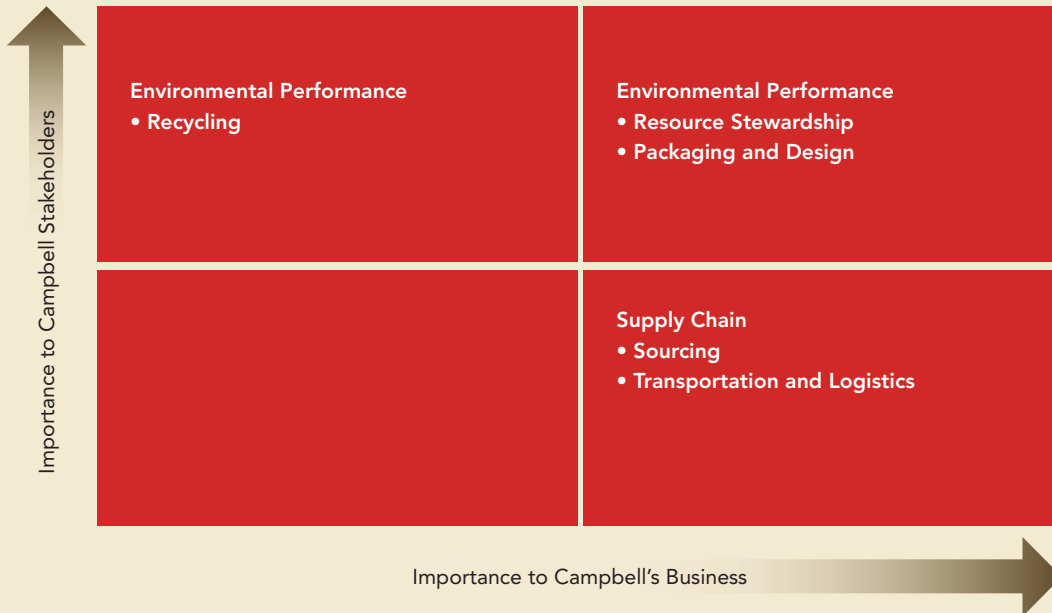 Importance to Campbell Stakeholders
Environmental Performance
• Recycling
Environmental Performance
• Resource Stewardship
• Packaging and Design
Supply Chain
• Sourcing
• Transportation and Logistics
Importance to Campbell’s Business